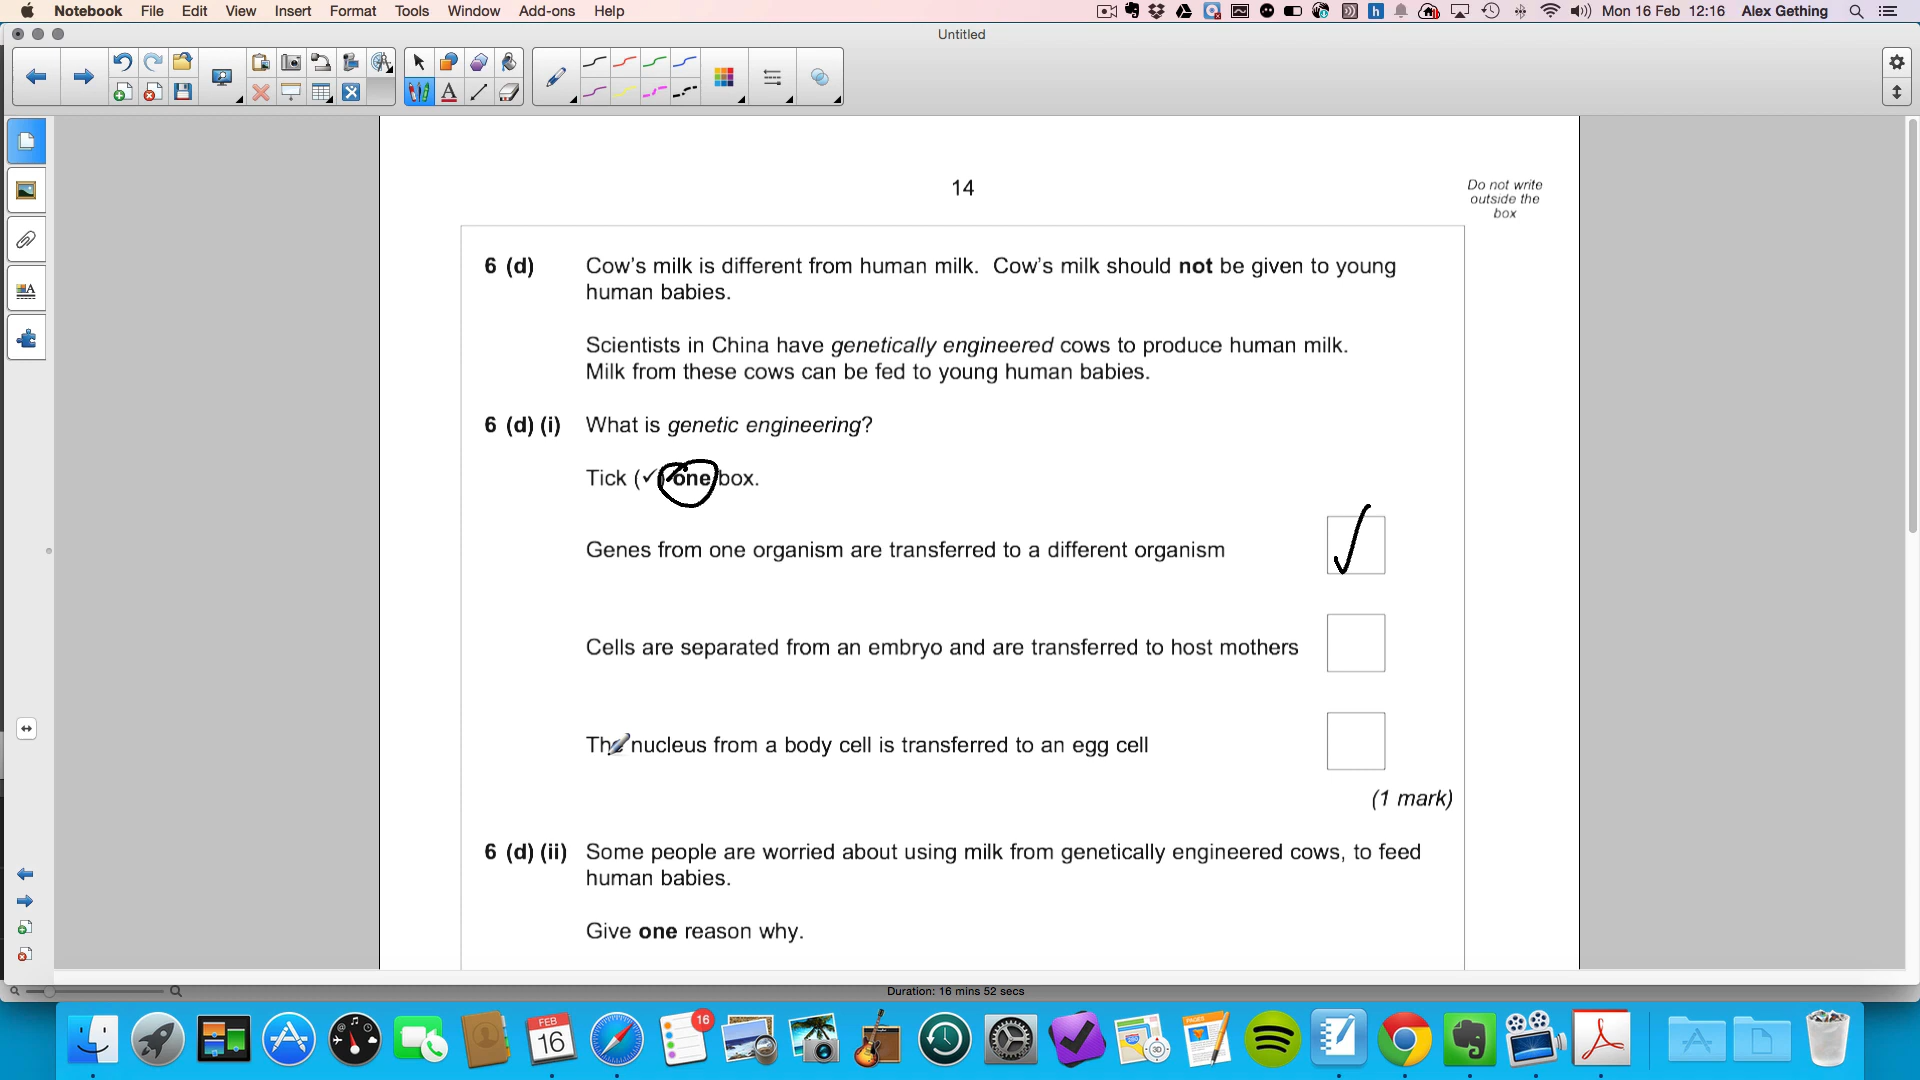 Notebook File Edit View Insert Format Tools Window Add-ons Help Mon 16 Feb 12:16 Alex Gething
Untitled
14
Do not write
outside the
box
6 (d) Cow's milk is different from human milk. Cow's milk should not be given to young
human babies.
Scientists in China have genetically engineered cows to produce human milk.
Milk from these cows can be fed to young human babies.
6 (d) (i) What is genetic engineering?
Tick (✓) one box.
Genes from one organism are transferred to a different organism
Cells are separated from an embryo and are transferred to host mothers
The nucleus from a body cell is transferred to an egg cell
(1 mark)
6 (d) (ii) Some people are worried about using milk from genetically engineered cows, to feed
human babies.
Give one reason why.
Duration: 16 mins 52 secs
FEB
16
16
PAGES
30